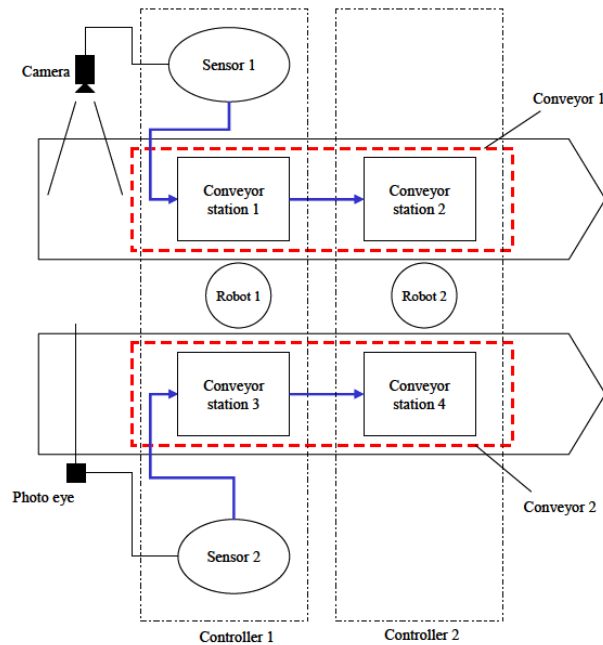 Sensor 1
Camera
Conveyor 1
Conveyor
station 1
Conveyor
station 2
Robot 1
Robot 2
Conveyor
station 3
Conveyor
station 4
Photo eye
Conveyor 2
Sensor 2
Controller 1
Controller 2